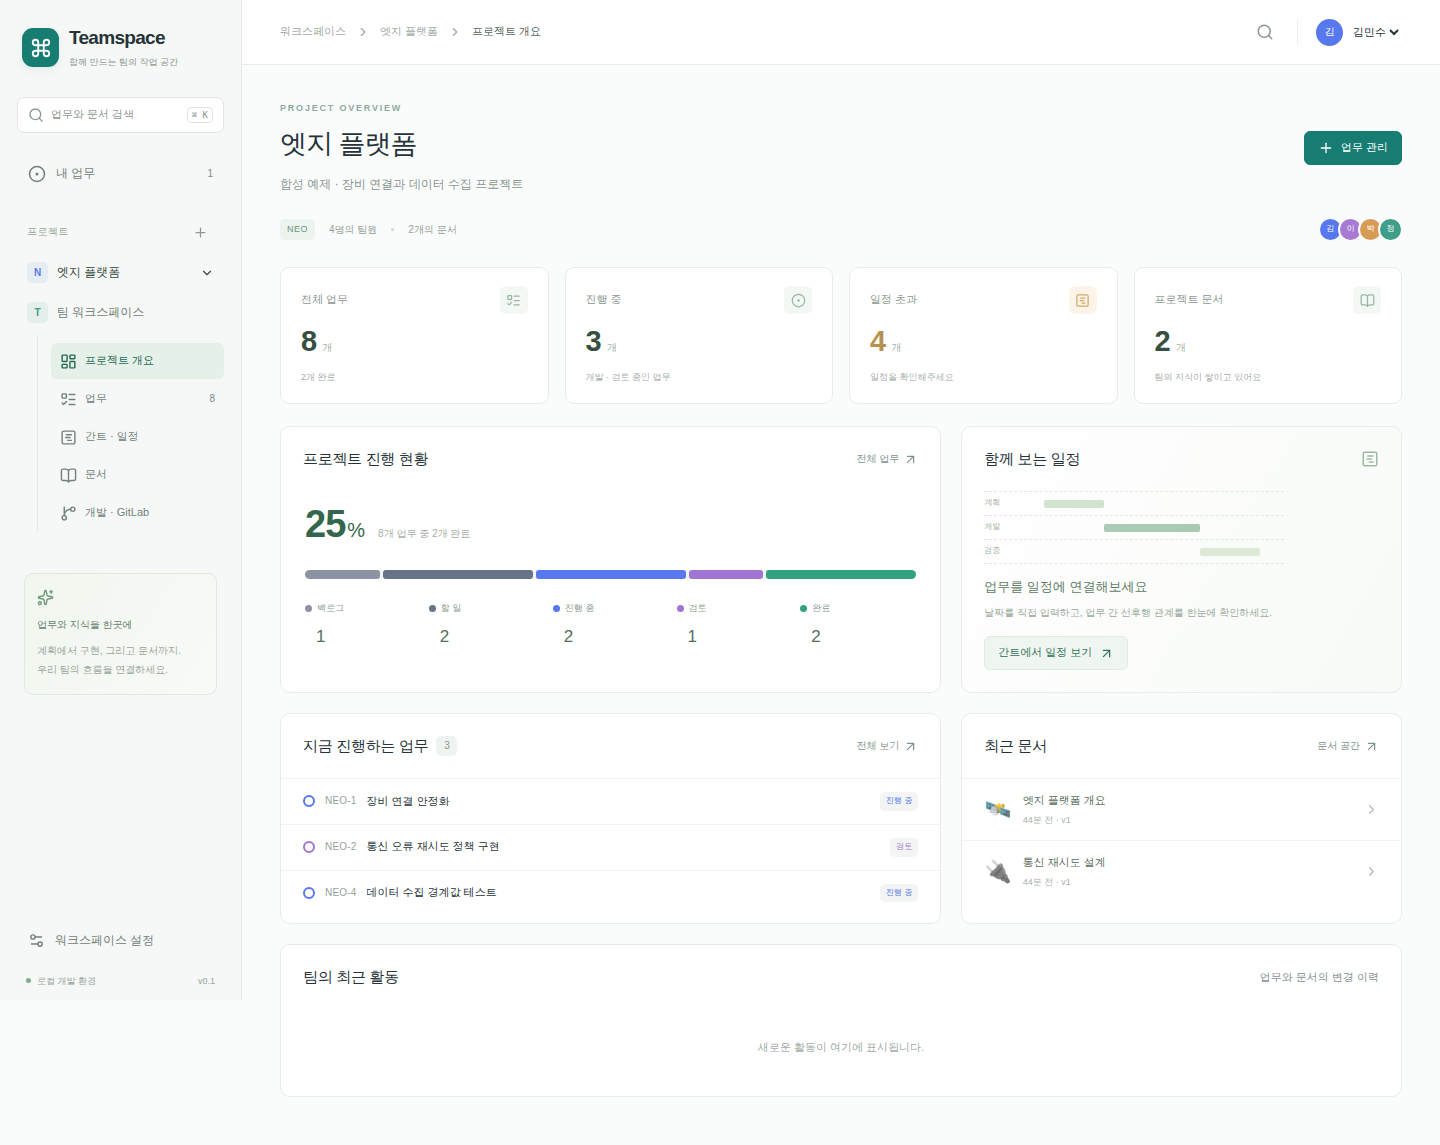 Teamspace
함께 만드는 팀의 작업 공간
업무와 문서 검색
⌘ K
내 업무
1
프로젝트
N
엣지 플랫폼
T
팀 워크스페이스
프로젝트 개요
업무
8
간트 · 일정
문서
개발 · GitLab
업무와 지식을 한곳에
계획에서 구현, 그리고 문서까지.
우리 팀의 흐름을 연결하세요.
워크스페이스 설정
로컬 개발 환경
v0.1
워크스페이스
엣지 플랫폼
프로젝트 개요
김
김민수
PROJECT OVERVIEW
엣지 플랫폼
업무 관리
합성 예제 · 장비 연결과 데이터 수집 프로젝트
NEO
4명의 팀원
•
2개의 문서
김
이
박
정
전체 업무
8 개
2개 완료
진행 중
3 개
개발 · 검토 중인 업무
일정 초과
4 개
일정을 확인해주세요
프로젝트 문서
2 개
팀의 지식이 쌓이고 있어요
프로젝트 진행 현황
전체 업무
25%
8개 업무 중 2개 완료
백로그
할 일
진행 중
검토
완료
1
2
2
1
2
함께 보는 일정
계획
개발
검증
업무를 일정에 연결해보세요
날짜를 직접 입력하고, 업무 간 선후행 관계를 한눈에 확인하세요.
간트에서 일정 보기
지금 진행하는 업무
3
전체 보기
NEO-1
장비 연결 안정화
진행 중
NEO-2
통신 오류 재시도 정책 구현
검토
NEO-4
데이터 수집 경계값 테스트
진행 중
최근 문서
문서 공간
엣지 플랫폼 개요
44분 전 · v1
통신 재시도 설계
44분 전 · v1
팀의 최근 활동
업무와 문서의 변경 이력
새로운 활동이 여기에 표시됩니다.